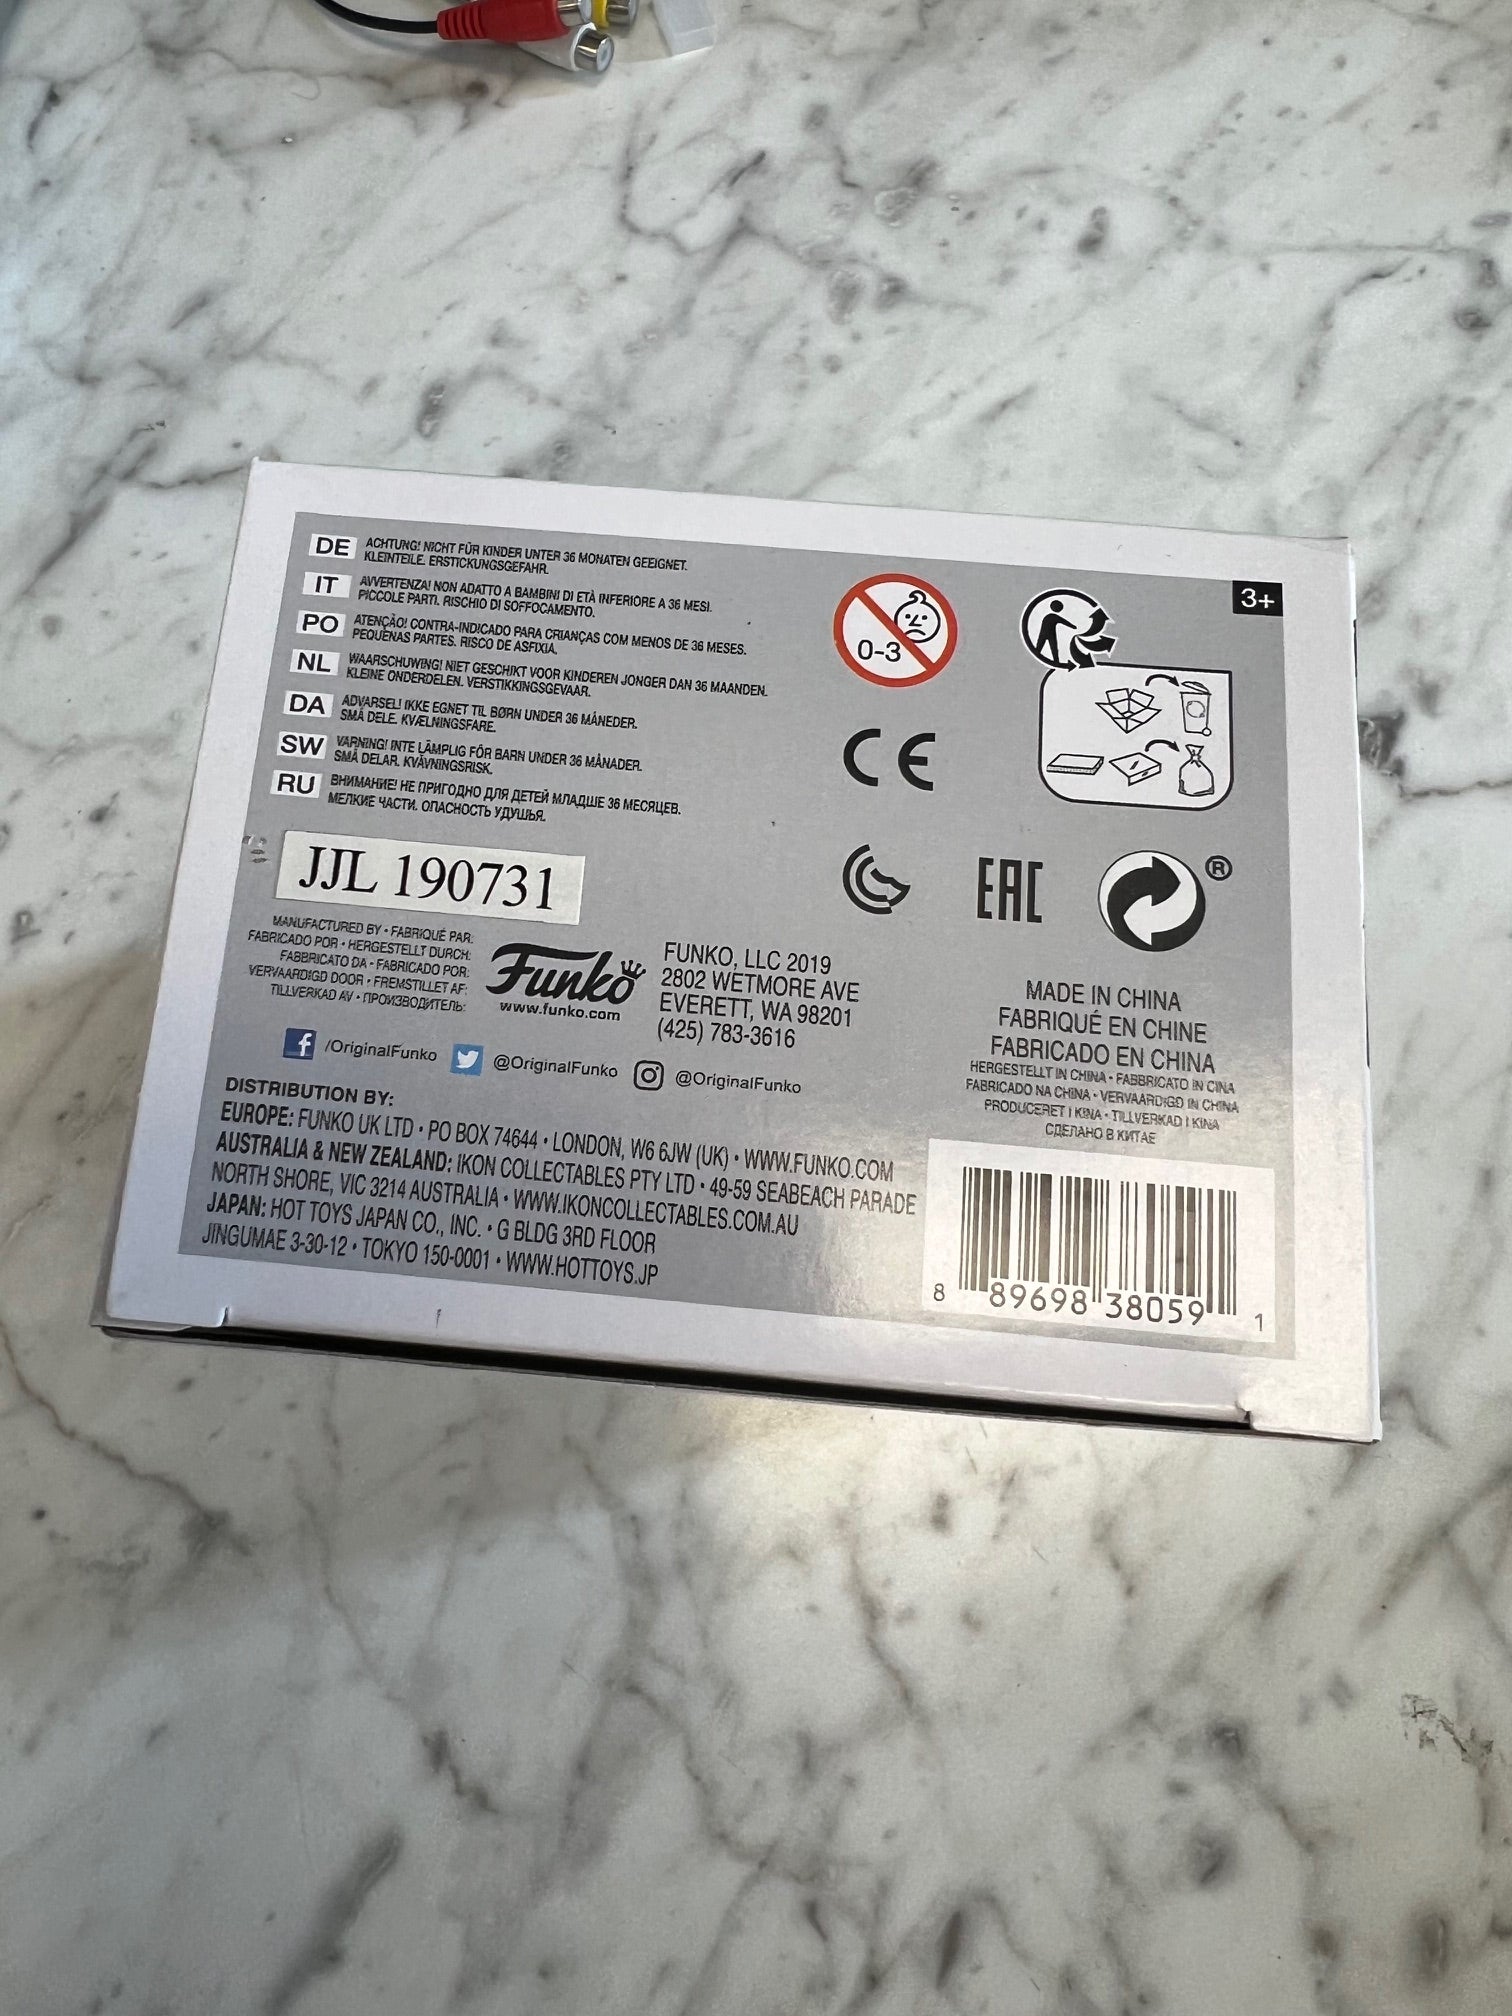 DE ACHTUNG! NICHT FÜR KINDER UNTER 36 MONATEN GEEIGNET.
KLEINTEILE. ERSTICKUNGSGEFAHR.
IT AVVERTENZA! NON ADATTO A BAMBINI DI ETÀ INFERIORE A 36 MESI.
PICCOLE PARTI. RISCHIO DI SOFFOCAMENTO.
PO ATENÇÃO! CONTRA-INDICADO PARA CRIANÇAS COM MENOS DE 36 MESES.
PEQUENAS PARTES. RISCO DE ASFIXIA.
NL WAARSCHUWING! NIET GESCHIKT VOOR KINDEREN JONGER DAN 36 MAANDEN.
KLEINE ONDERDELEN. VERSTIKKINGSGEVAAR.
DA ADVARSEL! IKKE EGNET TIL BØRN UNDER 36 MÅNEDER.
SMÅ DELE. KVÆLNINGSFARE.
SW VARNING! INTE LÄMPLIG FÖR BARN UNDER 36 MÅNADER.
SMÅ DELAR. KVÄVNINGSRISK.
RU ВНИМАНИЕ! НЕ ПРИГОДНО ДЛЯ ДЕТЕЙ МЛАДШЕ 36 МЕСЯЦЕВ.
МЕЛКИЕ ЧАСТИ. ОПАСНОСТЬ УДУШЬЯ.
0-3
3+
CE
EAC
®
JJL 190731
MANUFACTURED BY • FABRIQUÉ PAR:
FABRICADO POR • HERGESTELLT DURCH:
FABBRICATO DA • FABRICADO POR:
VERVAARDIGD DOOR • FREMSTILLET AF:
TILLVERKAD AV • ПРОИЗВОДИТЕЛЬ:
Funko
www.funko.com
FUNKO, LLC 2019
2802 WETMORE AVE
EVERETT, WA 98201
(425) 783-3616
/OriginalFunko @OriginalFunko @OriginalFunko
MADE IN CHINA
FABRIQUÉ EN CHINE
FABRICADO EN CHINA
HERGESTELLT IN CHINA • FABBRICATO IN CINA
FABRICADO NA CHINA • VERVAARDIGD IN CHINA
PRODUCERET I KINA • TILLVERKAD I KINA
СДЕЛАНО В КИТАЕ
DISTRIBUTION BY:
EUROPE: FUNKO UK LTD • PO BOX 74644 • LONDON, W6 6JW (UK) • WWW.FUNKO.COM
AUSTRALIA & NEW ZEALAND: IKON COLLECTABLES PTY LTD • 49-59 SEABEACH PARADE
NORTH SHORE, VIC 3214 AUSTRALIA • WWW.IKONCOLLECTABLES.COM.AU
JAPAN: HOT TOYS JAPAN CO., INC. • G BLDG 3RD FLOOR
JINGUMAE 3-30-12 • TOKYO 150-0001 • WWW.HOTTOYS.JP
8 89698 38059 1